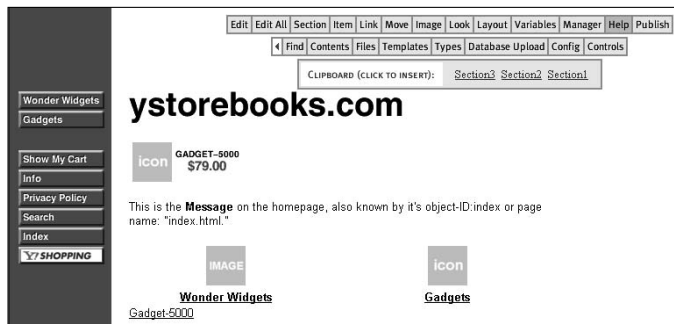 Edit Edit All Section Item Link Move Image Look Layout Variables Manager Help Publish
Find Contents Files Templates Types Database Upload Config Controls
CLIPBOARD (CLICK TO INSERT): Section3 Section2 Section1
Wonder Widgets
Gadgets
Show My Cart
Info
Privacy Policy
Search
Index
Y! SHOPPING
ystorebooks.com
icon
GADGET-5000
$79.00
This is the Message on the homepage, also known by it's object-ID:index or page
name: "index.html."
IMAGE
Wonder Widgets
Gadget-5000
icon
Gadgets